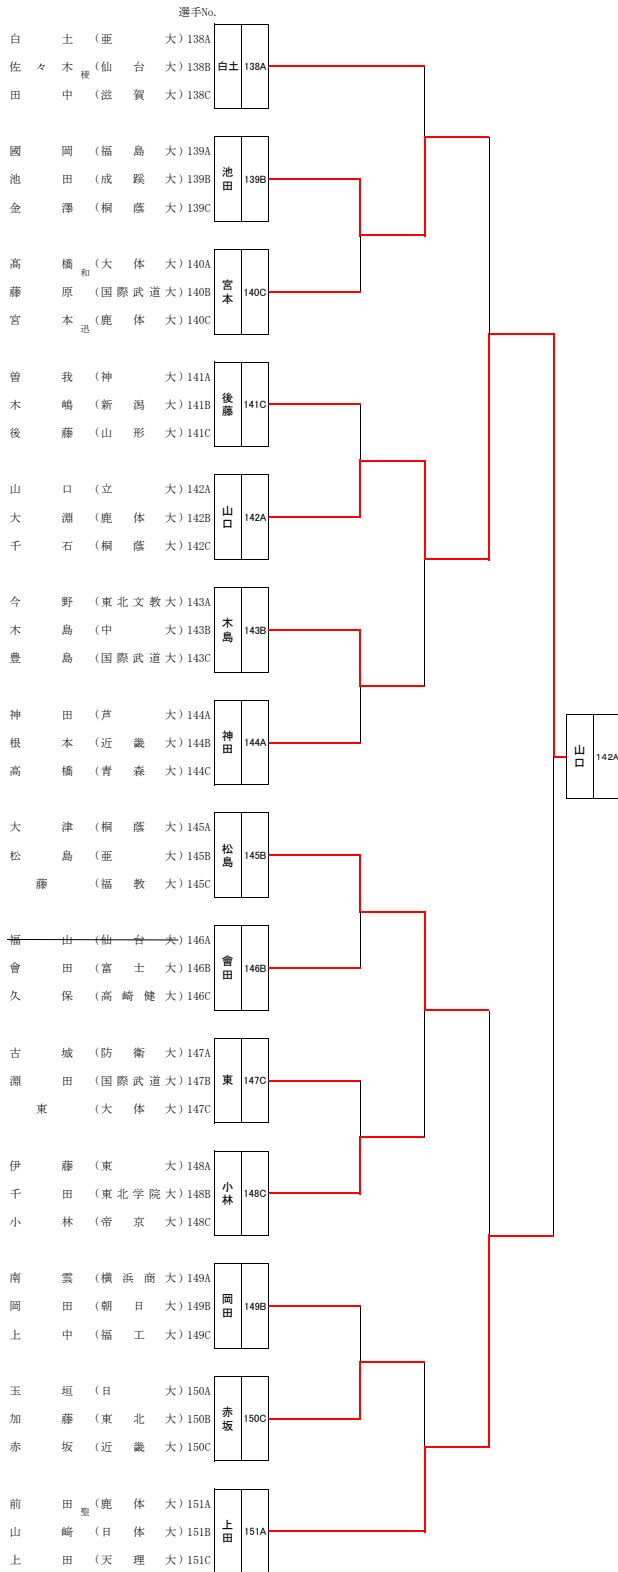 選手No.
白土 (亜大) 138A
佐々木稜 (仙台大) 138B
田中 (滋賀大) 138C
白土 138A
國岡 (福島大) 139A
池田 (成蹊大) 139B
金澤 (桐蔭大) 139C
池田 139B
髙橋和 (大体大) 140A
藤原 (国際武道大) 140B
宮本迅 (鹿体大) 140C
宮本 140C
曽我 (神大) 141A
木嶋 (新潟大) 141B
後藤 (山形大) 141C
後藤 141C
山口 (立大) 142A
大淵 (鹿体大) 142B
千石 (桐蔭大) 142C
山口 142A
今野 (東北文教大) 143A
木島 (中大) 143B
豊島 (国際武道大) 143C
木島 143B
神田 (芦大) 144A
根本 (近畿大) 144B
高橋 (青森大) 144C
神田 144A
山口 142A
大津 (桐蔭大) 145A
松島 (亜大) 145B
藤 (福教大) 145C
松島 145B
福山 (仙台大) 146A
會田 (富士大) 146B
久保 (高崎健大) 146C
會田 146B
古城 (防衛大) 147A
淵田 (国際武道大) 147B
東 (大体大) 147C
東 147C
伊藤 (東大) 148A
千田 (東北学院大) 148B
小林 (帝京大) 148C
小林 148C
南雲 (横浜商大) 149A
岡田 (朝日大) 149B
上中 (福工大) 149C
岡田 149B
玉垣 (日大) 150A
加藤 (東北大) 150B
赤坂 (近畿大) 150C
赤坂 150C
前田聖 (鹿体大) 151A
山﨑 (日体大) 151B
上田 (天理大) 151C
上田 151A